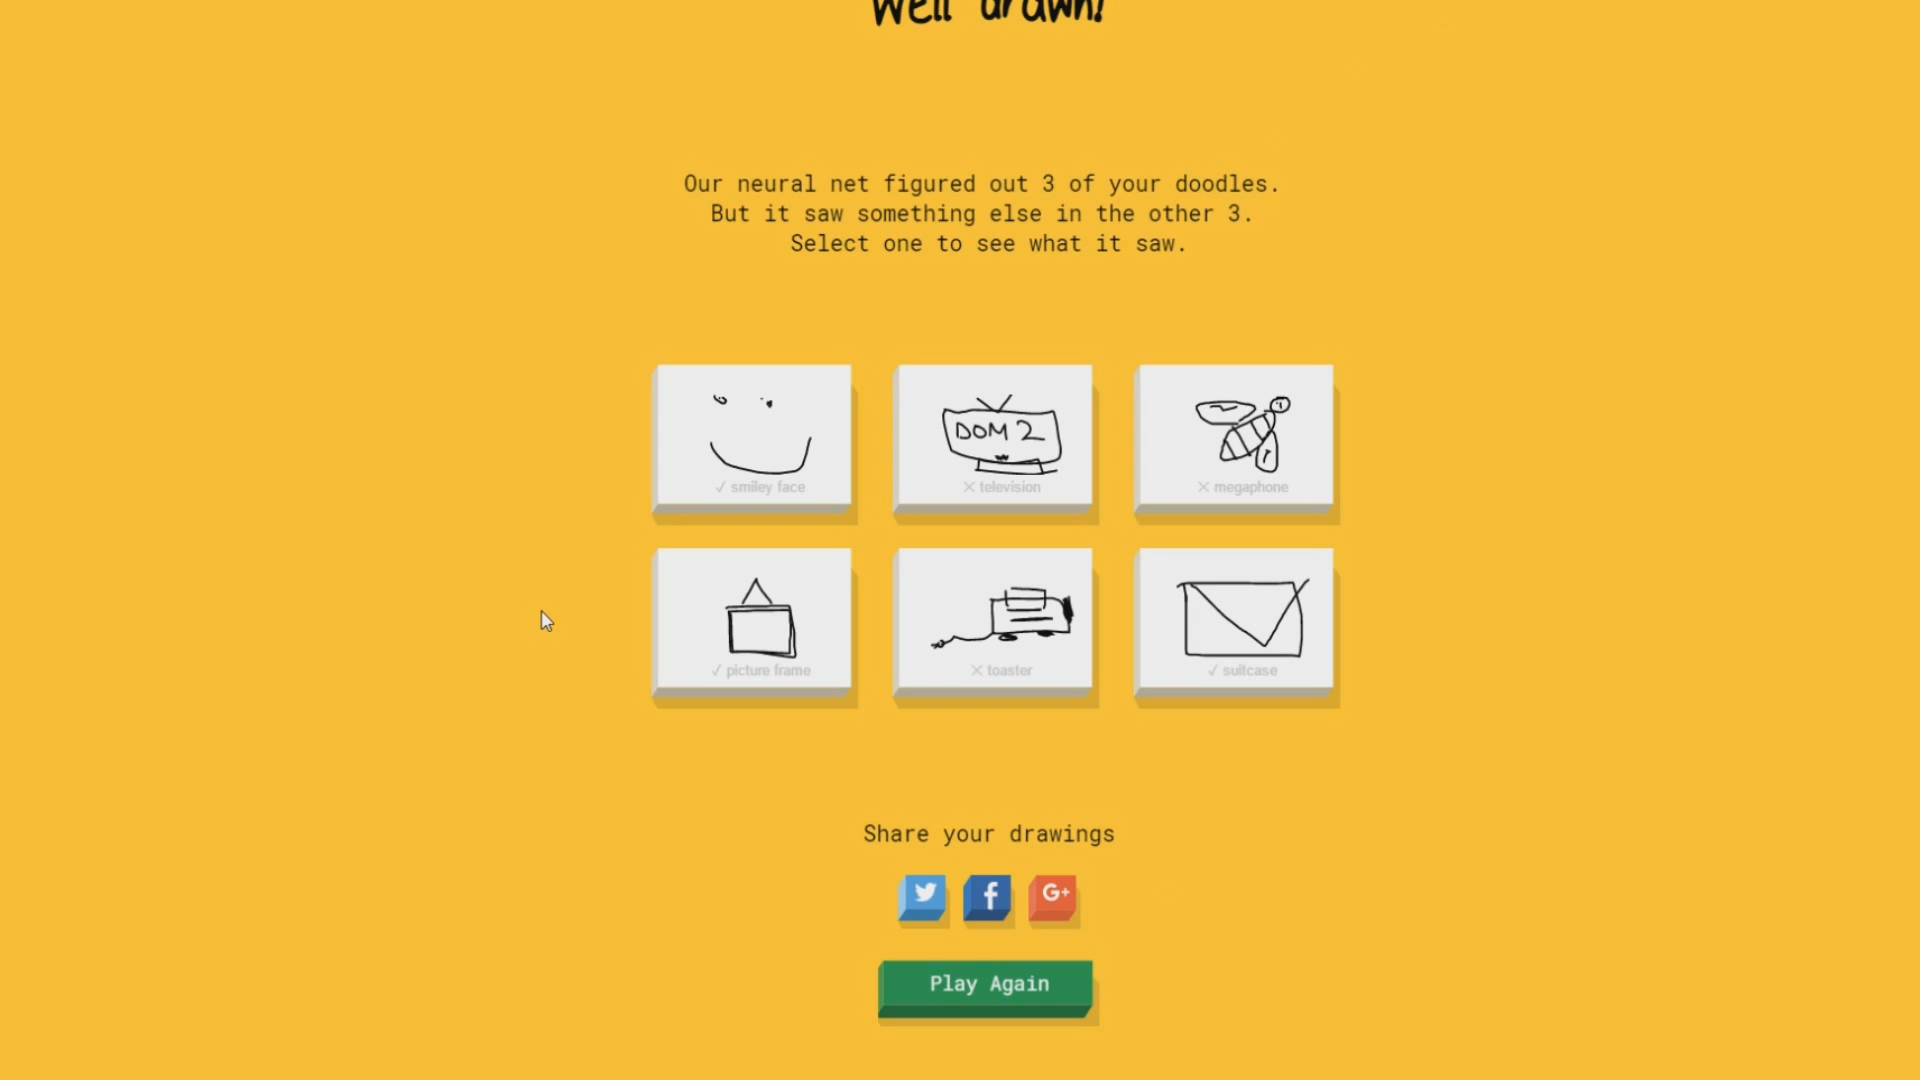 Well drawn!
Our neural net figured out 3 of your doodles.
But it saw something else in the other 3.
Select one to see what it saw.
DOM 2
✓ smiley face
✕ television
✕ megaphone
✓ picture frame
✕ toaster
✓ suitcase
Share your drawings
f
G+
Play Again